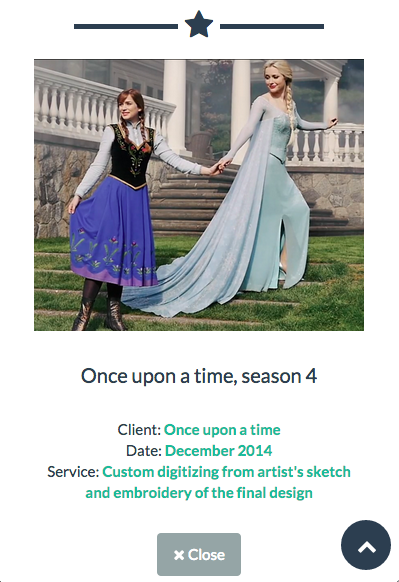 Once upon a time, season 4
Client: Once upon a time
Date: December 2014
Service: Custom digitizing from artist's sketch
and embroidery of the final design
× Close